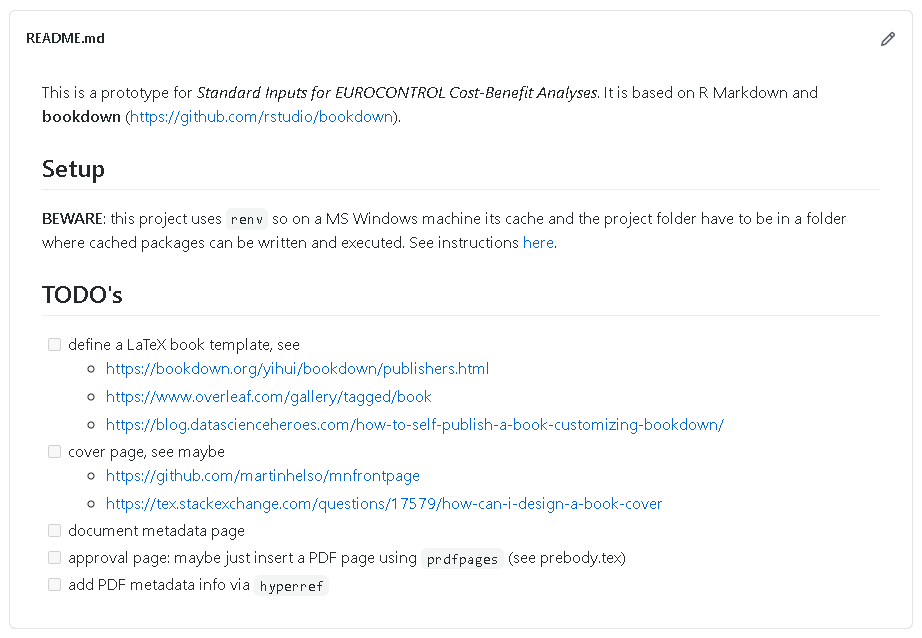 README.md
This is a prototype for Standard Inputs for EUROCONTROL Cost-Benefit Analyses. It is based on R Markdown and
bookdown (https://github.com/rstudio/bookdown).
Setup
BEWARE: this project uses renv so on a MS Windows machine its cache and the project folder have to be in a folder
where cached packages can be written and executed. See instructions here.
TODO's
define a LaTeX book template, see
https://bookdown.org/yihui/bookdown/publishers.html
https://www.overleaf.com/gallery/tagged/book
https://blog.datascienceheroes.com/how-to-self-publish-a-book-customizing-bookdown/
cover page, see maybe
https://github.com/martinhelso/mnfrontpage
https://tex.stackexchange.com/questions/17579/how-can-i-design-a-book-cover
document metadata page
approval page: maybe just insert a PDF page using prdfpages (see prebody.tex)
add PDF metadata info via hyperref